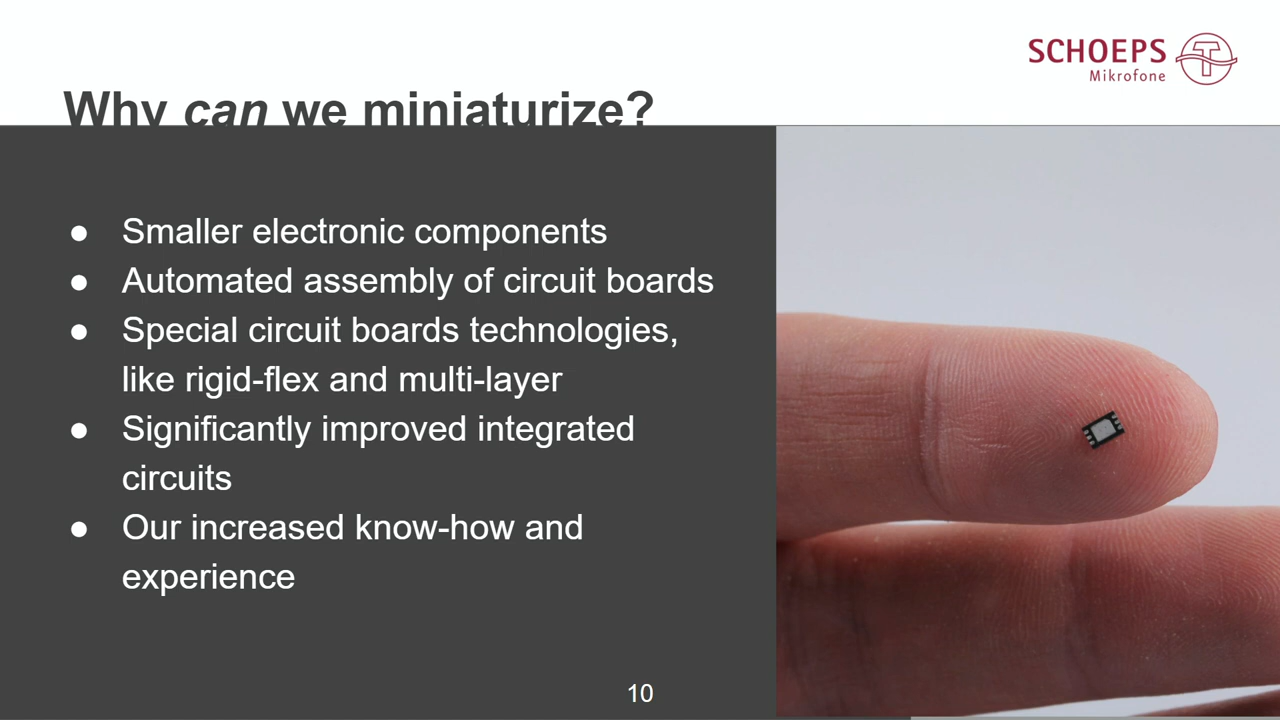 SCHOEPS
Mikrofone
Why can we miniaturize?
● Smaller electronic components
● Automated assembly of circuit boards
● Special circuit boards technologies,
like rigid-flex and multi-layer
● Significantly improved integrated
circuits
● Our increased know-how and
experience
10